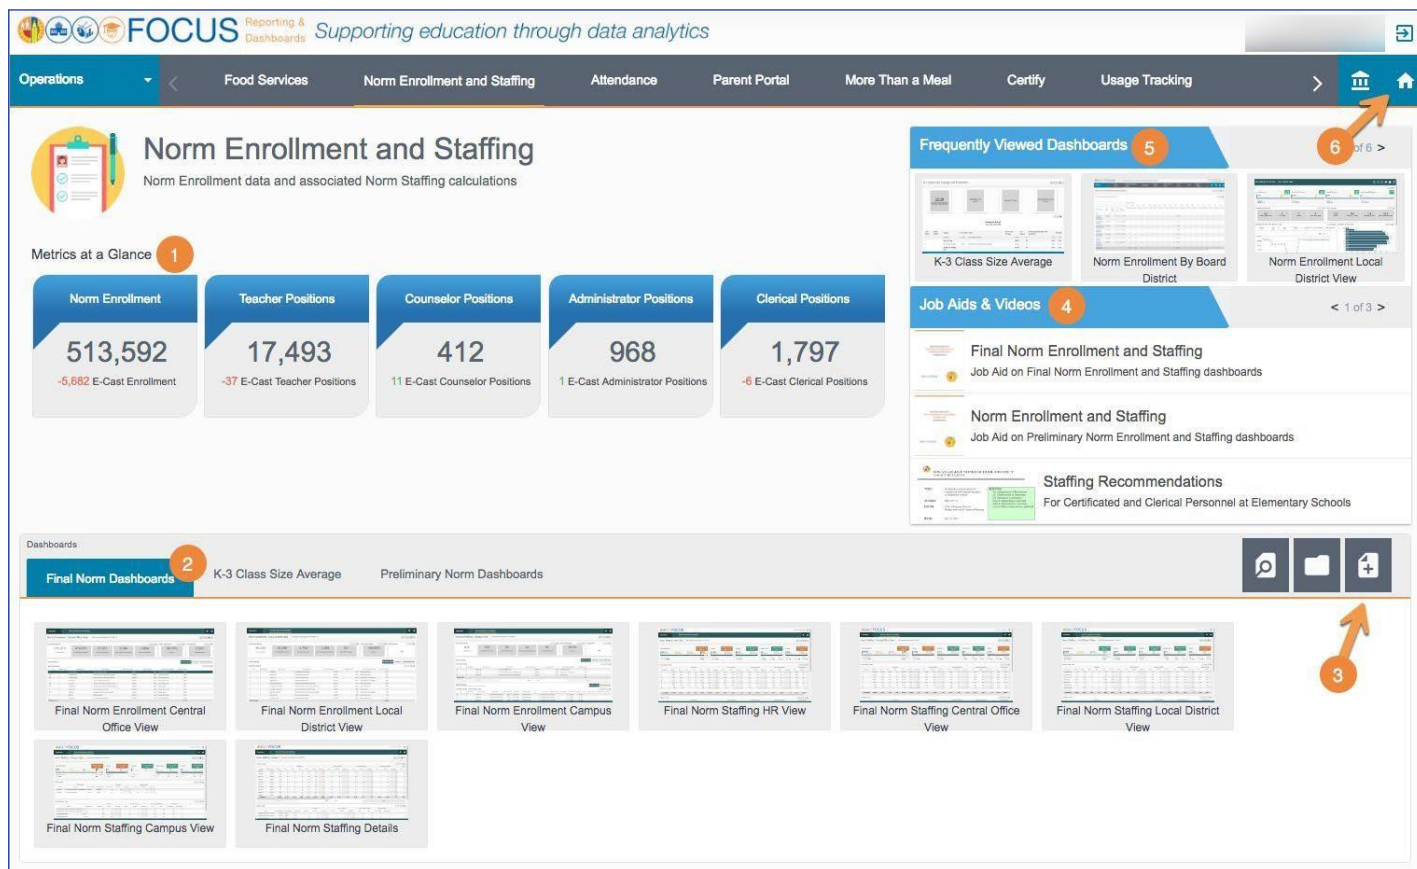 FOCUS Reporting & Dashboards Supporting education through data analytics
Operations Food Services Norm Enrollment and Staffing Attendance Parent Portal More Than a Meal Certify Usage Tracking
Norm Enrollment and Staffing
Norm Enrollment data and associated Norm Staffing calculations
Metrics at a Glance 1
Norm Enrollment
513,592
-5,682 E-Cast Enrollment
Teacher Positions
17,493
-37 E-Cast Teacher Positions
Counselor Positions
412
11 E-Cast Counselor Positions
Administrator Positions
968
1 E-Cast Administrator Positions
Clerical Positions
1,797
-6 E-Cast Clerical Positions
Frequently Viewed Dashboards 5
6 of 6 >
K-3 Class Size Average
Norm Enrollment By Board
District
Norm Enrollment Local
District View
Job Aids & Videos 4
< 1 of 3 >
Final Norm Enrollment and Staffing
Job Aid on Final Norm Enrollment and Staffing dashboards
Norm Enrollment and Staffing
Job Aid on Preliminary Norm Enrollment and Staffing dashboards
Staffing Recommendations
For Certificated and Clerical Personnel at Elementary Schools
Dashboards
Final Norm Dashboards 2 K-3 Class Size Average Preliminary Norm Dashboards
3
Final Norm Enrollment Central
Office View
Final Norm Enrollment Local
District View
Final Norm Enrollment Campus
View
Final Norm Staffing HR View
Final Norm Staffing Central Office
View
Final Norm Staffing Local District
View
Final Norm Staffing Campus View
Final Norm Staffing Details